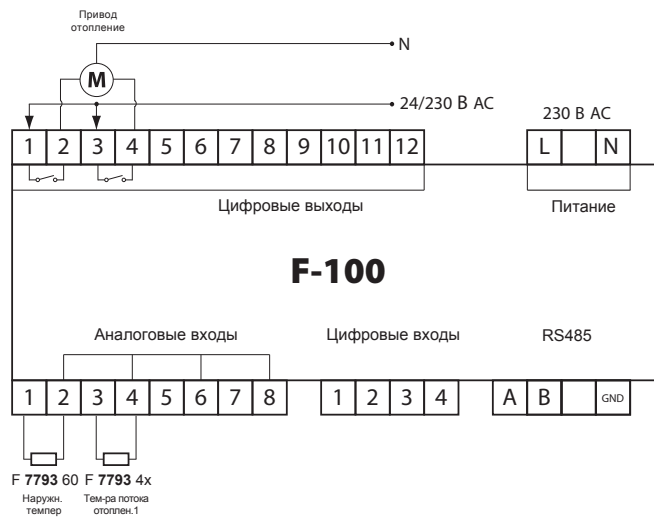 Привод
отопление
N
M
24/230 В АС
230 В АС
1 2 3 4 5 6 7 8 9 10 11 12
L N
Цифровые выходы
Питание
F-100
Аналоговые входы
Цифровые входы
RS485
1 2 3 4 5 6 7 8
1 2 3 4
A B GND
F 7793 60
F 7793 4x
Наружн.
темпер
Тем-ра потока
отоплен.1